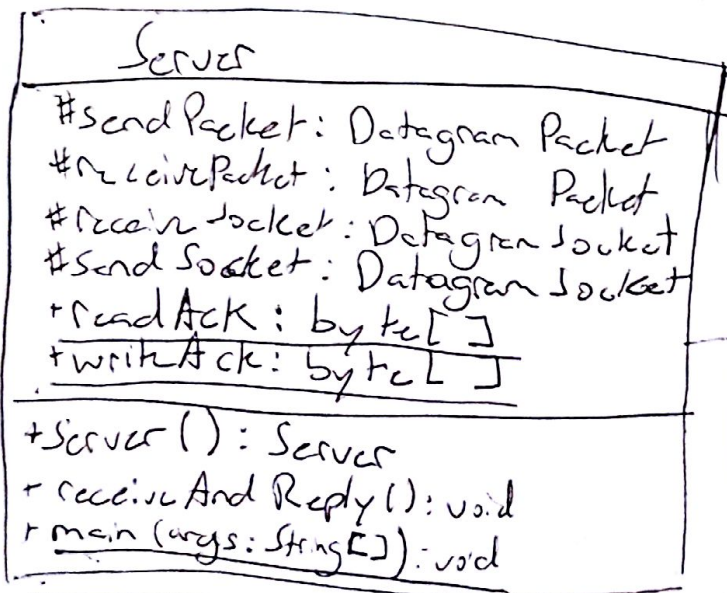 Server
#sendPacket: Datagram Packet
#receivePacket: Datagram Packet
#receiveSocket: Datagram Socket
#sendSocket: Datagram Socket
+readAck: byte[]
+writeAck: byte[]
+Server(): Server
+receiveAndReply(): void
+main(args: String[]): void